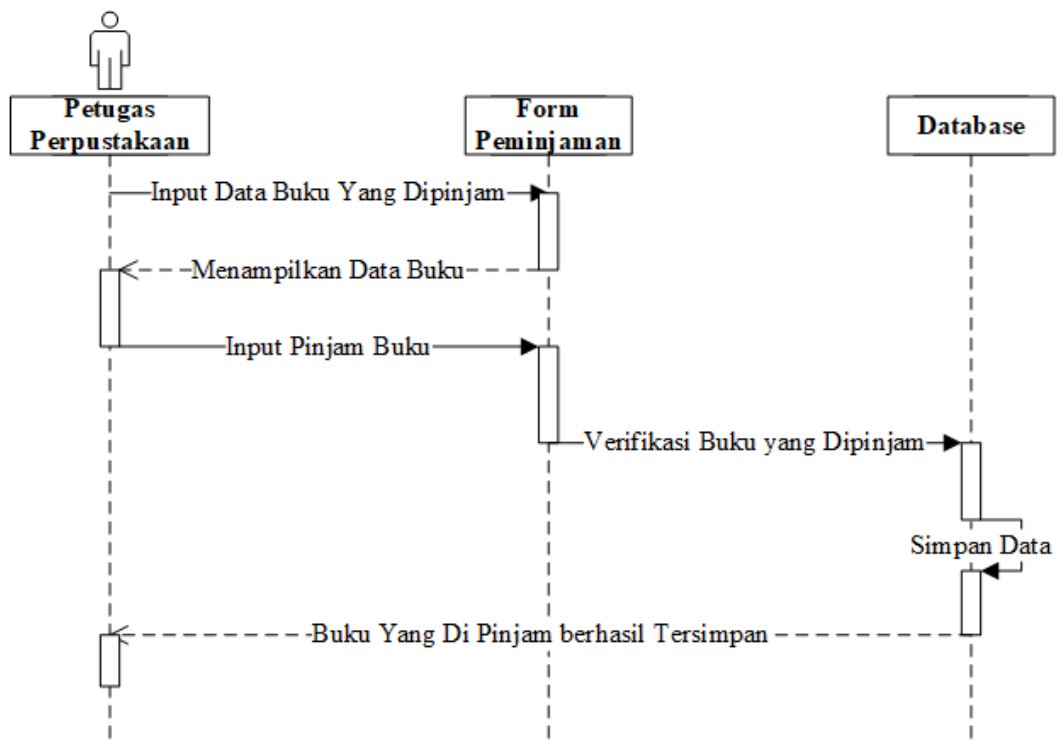 Petugas
Perpustakaan
Form
Peminjaman
Database
Input Data Buku Yang Dipinjam
Menampilkan Data Buku
Input Pinjam Buku
Verifikasi Buku yang Dipinjam
Simpan Data
Buku Yang Di Pinjam berhasil Tersimpan